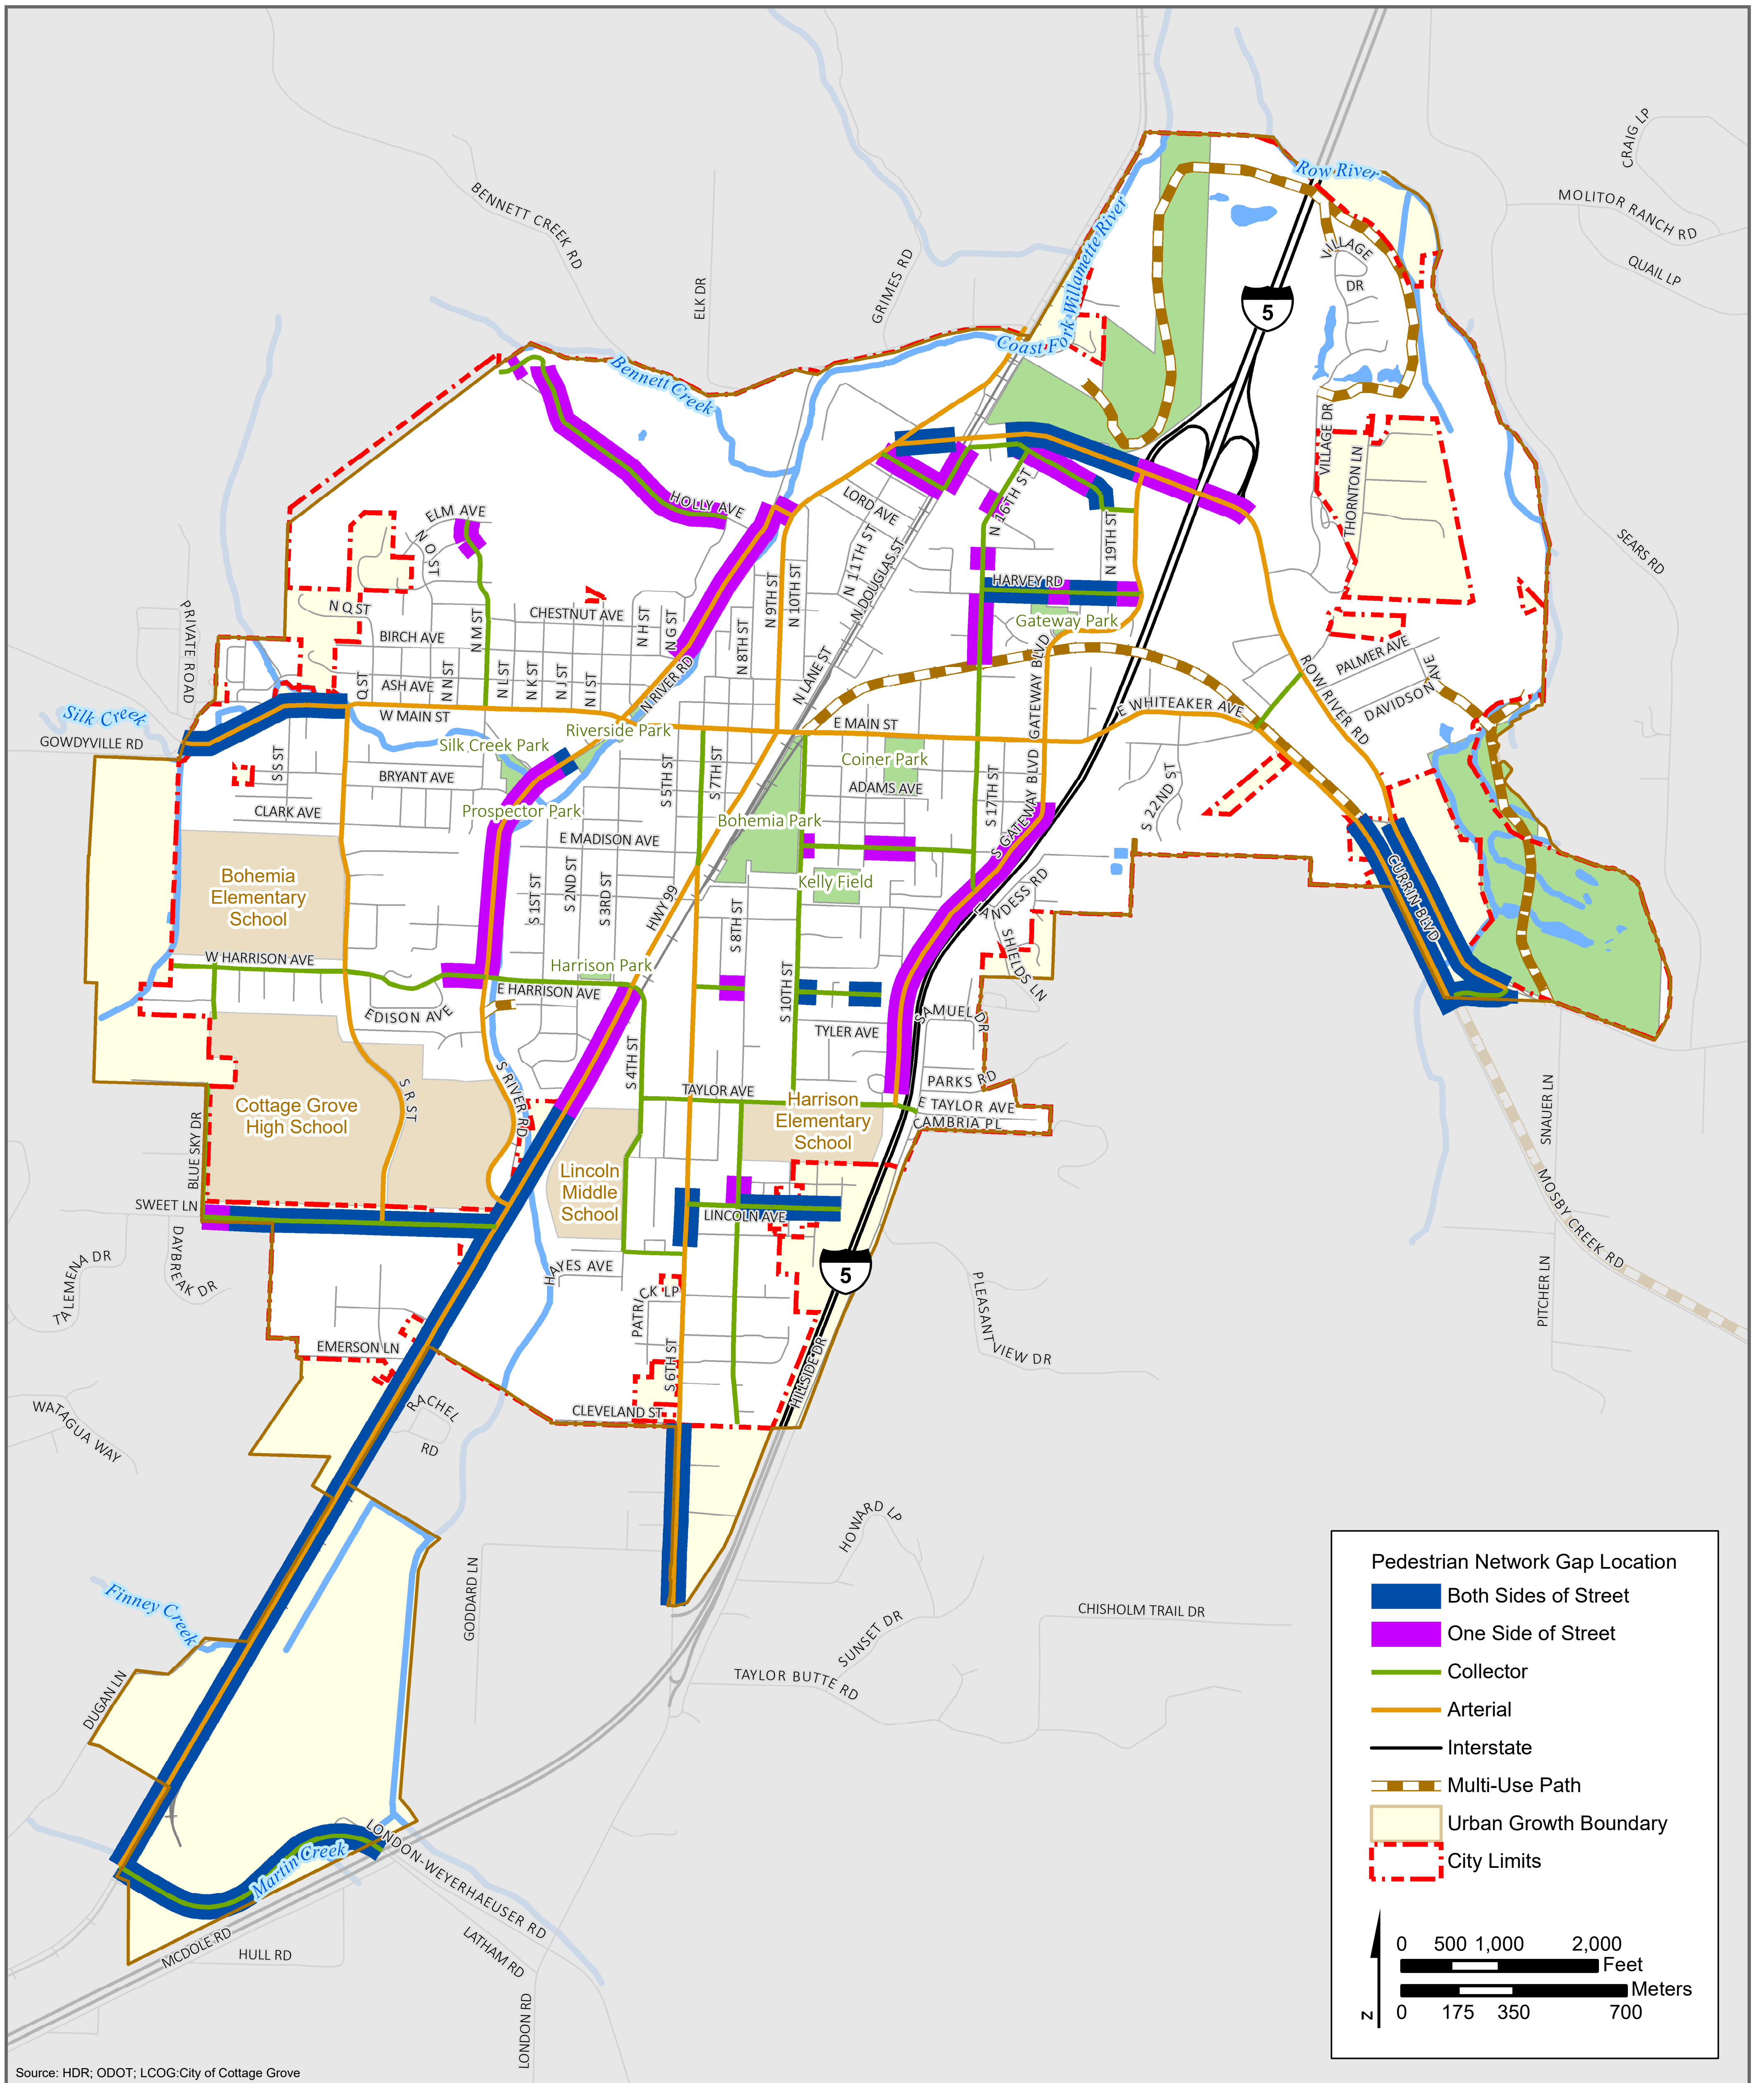 CRAIG LP
Row River
MOLITOR RANCH RD
BENNETT CREEK RD
QUAIL LP
VILLAGE
DR
ELK DR
GRIMES RD
Coast Fork Willamette River
5
Bennett Creek
VILLAGE DR
THORNTON LN
HOLLY AVE
LORD AVE
ELM AVE
N O ST
N 16TH ST
N 19TH ST
N 11TH ST
N DOUGLAS ST
SEARS RD
HARVEY RD
N 9TH ST
N 10TH ST
PRIVATE ROAD
N Q ST
CHESTNUT AVE
N H ST
N G ST
N M ST
BIRCH AVE
Gateway Park
N 8TH ST
N RIVER RD
N LANE ST
PALMER AVE
DAVIDSON AVE
ROW RIVER RD
Q ST
ASH AVE
N N ST
N L ST
N K ST
N J ST
N I ST
GATEWAY BLVD
E WHITEAKER AVE
Silk Creek
GOWDYVILLE RD
W MAIN ST
E MAIN ST
Riverside Park
Silk Creek Park
S S ST
BRYANT AVE
Coiner Park
ADAMS AVE
S 5TH ST
S 7TH ST
S 17TH ST
S GATEWAY BLVD
S 22ND ST
CLARK AVE
Prospector Park
Bohemia Park
E MADISON AVE
Bohemia
Elementary
School
Kelly Field
S 1ST ST
S 2ND ST
S 3RD ST
HWY 99
S 8TH ST
LANDESS RD
SHIELDS LN
CURRIN BLVD
W HARRISON AVE
Harrison Park
E HARRISON AVE
S 10TH ST
EDISON AVE
TYLER AVE
SAMUEL DR
S 4TH ST
S RIVER RD
S R ST
TAYLOR AVE
PARKS RD
E TAYLOR AVE
CAMBRIA PL
Cottage Grove
High School
Harrison
Elementary
School
BLUE SKY DR
SNAUER LN
Lincoln
Middle
School
SWEET LN
LINCOLN AVE
MOSBY CREEK RD
DAYBREAK DR
TALEMENA DR
HAYES AVE
5
PATRICK LP
PLEASANT
VIEW DR
PITCHER LN
EMERSON LN
S 6TH ST
HILLSIDE DR
RACHEL
RD
CLEVELAND ST
WATAGUA WAY
HOWARD LP
GODDARD LN
Finney Creek
SUNSET DR
CHISHOLM TRAIL DR
TAYLOR BUTTE RD
DUGAN LN
Martin Creek
LONDON-WEYERHAEUSER RD
MCDOLE RD
HULL RD
LATHAM RD
LONDON RD
Pedestrian Network Gap Location
Both Sides of Street
One Side of Street
Collector
Arterial
Interstate
Multi-Use Path
Urban Growth Boundary
City Limits
0 500 1,000 2,000
Feet
Meters
0 175 350 700
N
Source: HDR; ODOT; LCOG:City of Cottage Grove